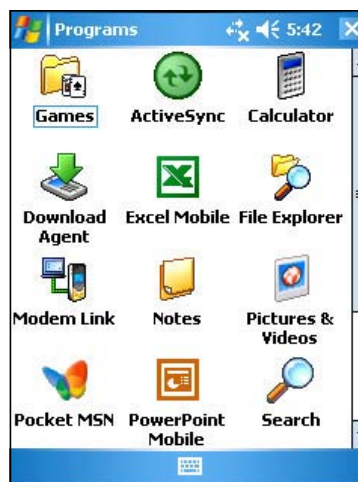 Programs 5:42
Games ActiveSync Calculator
Download Agent Excel Mobile File Explorer
Modem Link Notes Pictures & Videos
Pocket MSN PowerPoint Mobile Search